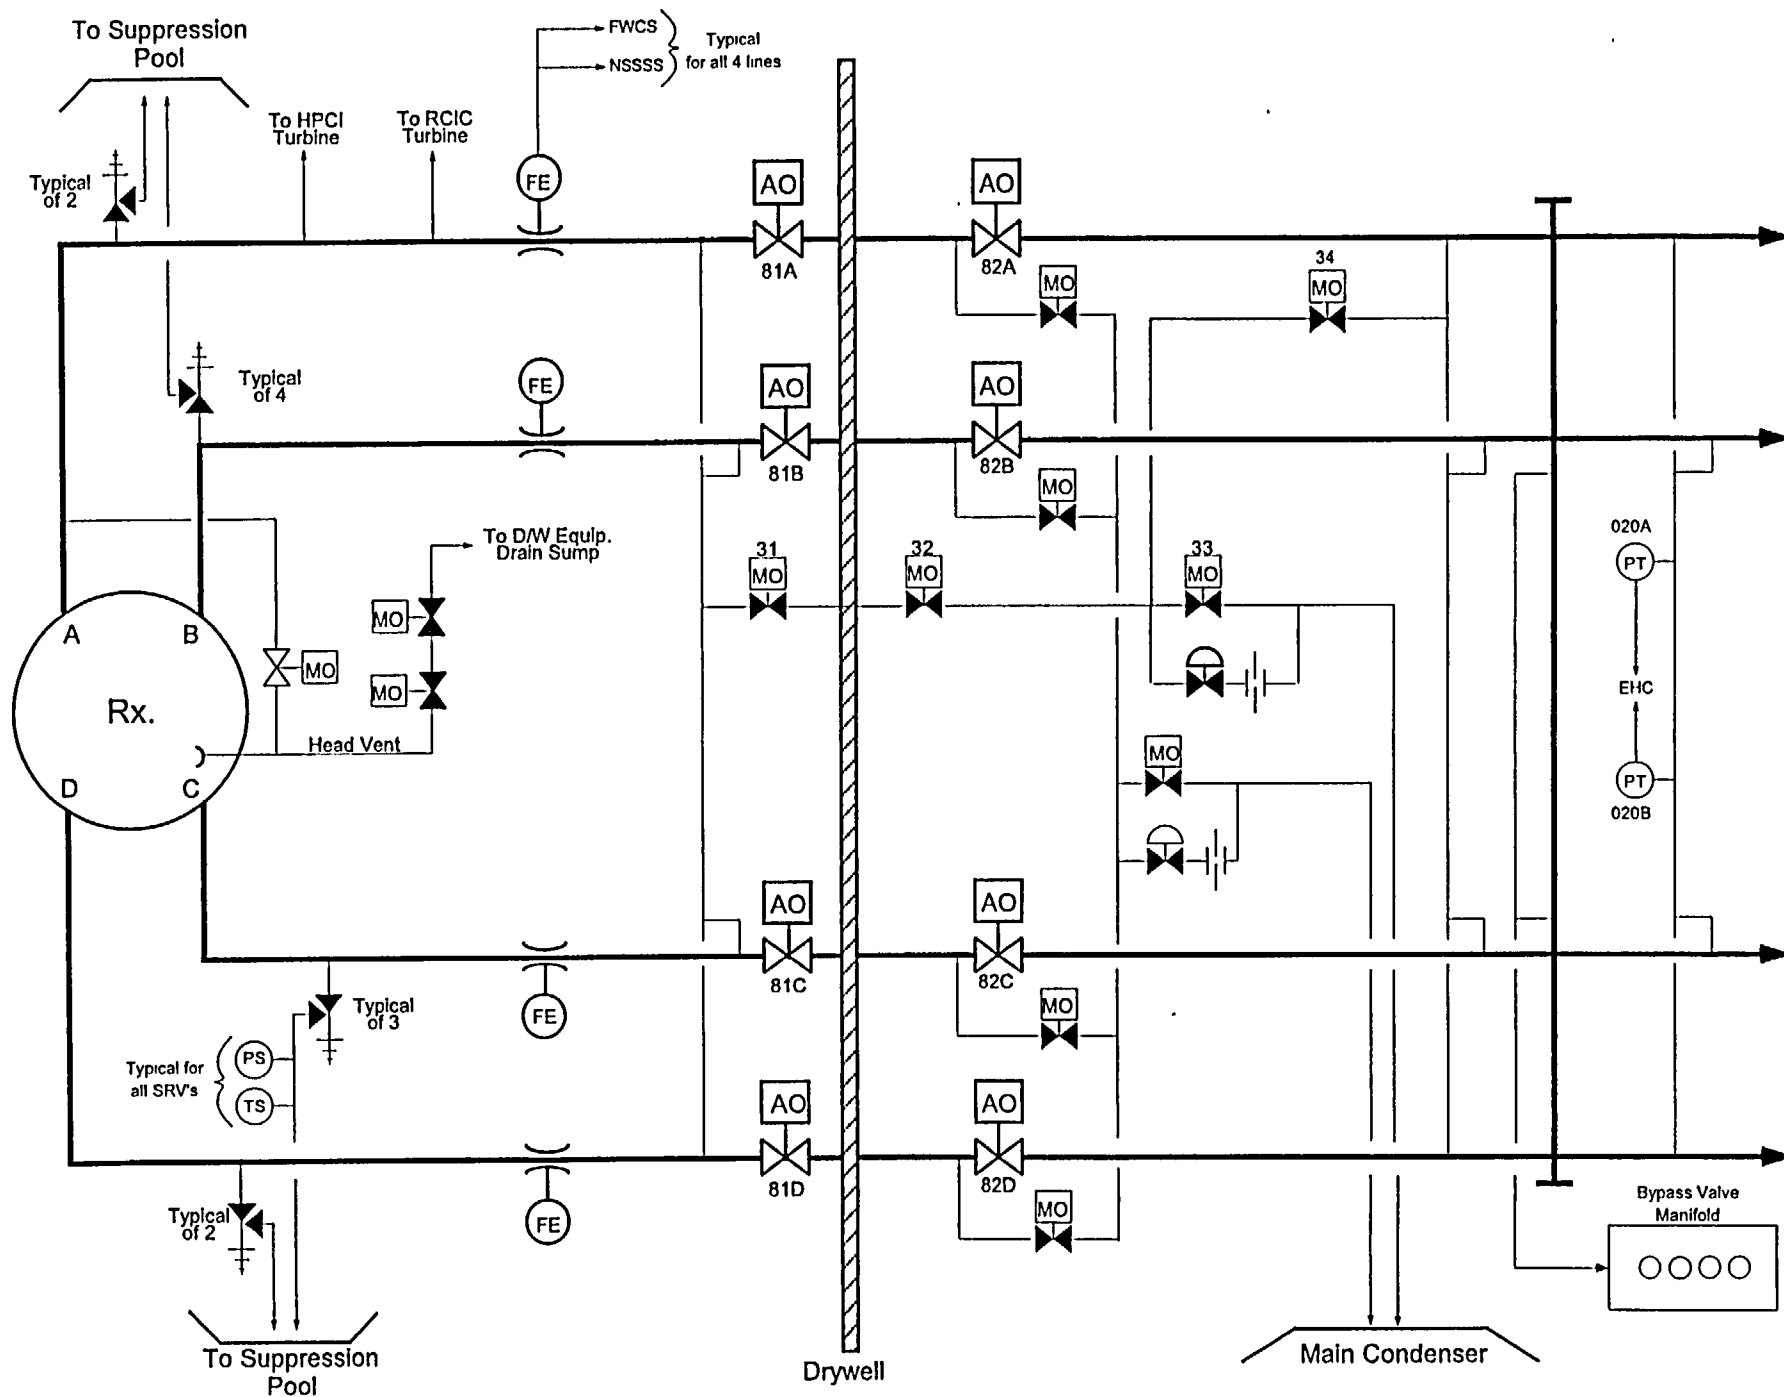 To Suppression
Pool
FWCS
NSSSS
Typical
for all 4 lines
To HPCI
Turbine
To RCIC
Turbine
Typical
of 2
FE
AO
AO
81A
82A
MO
34
MO
Typical
of 4
FE
AO
AO
81B
82B
MO
To D/W Equip.
Drain Sump
020A
PT
31
MO
32
MO
33
MO
MO
A
B
MO
MO
EHC
Rx.
Head Vent
MO
D
C
PT
020B
AO
AO
81C
82C
Typical
of 3
FE
MO
Typical for
all SRV's
PS
TS
AO
AO
81D
82D
Typical
of 2
FE
MO
Bypass Valve
Manifold
To Suppression
Pool
Drywell
Main Condenser